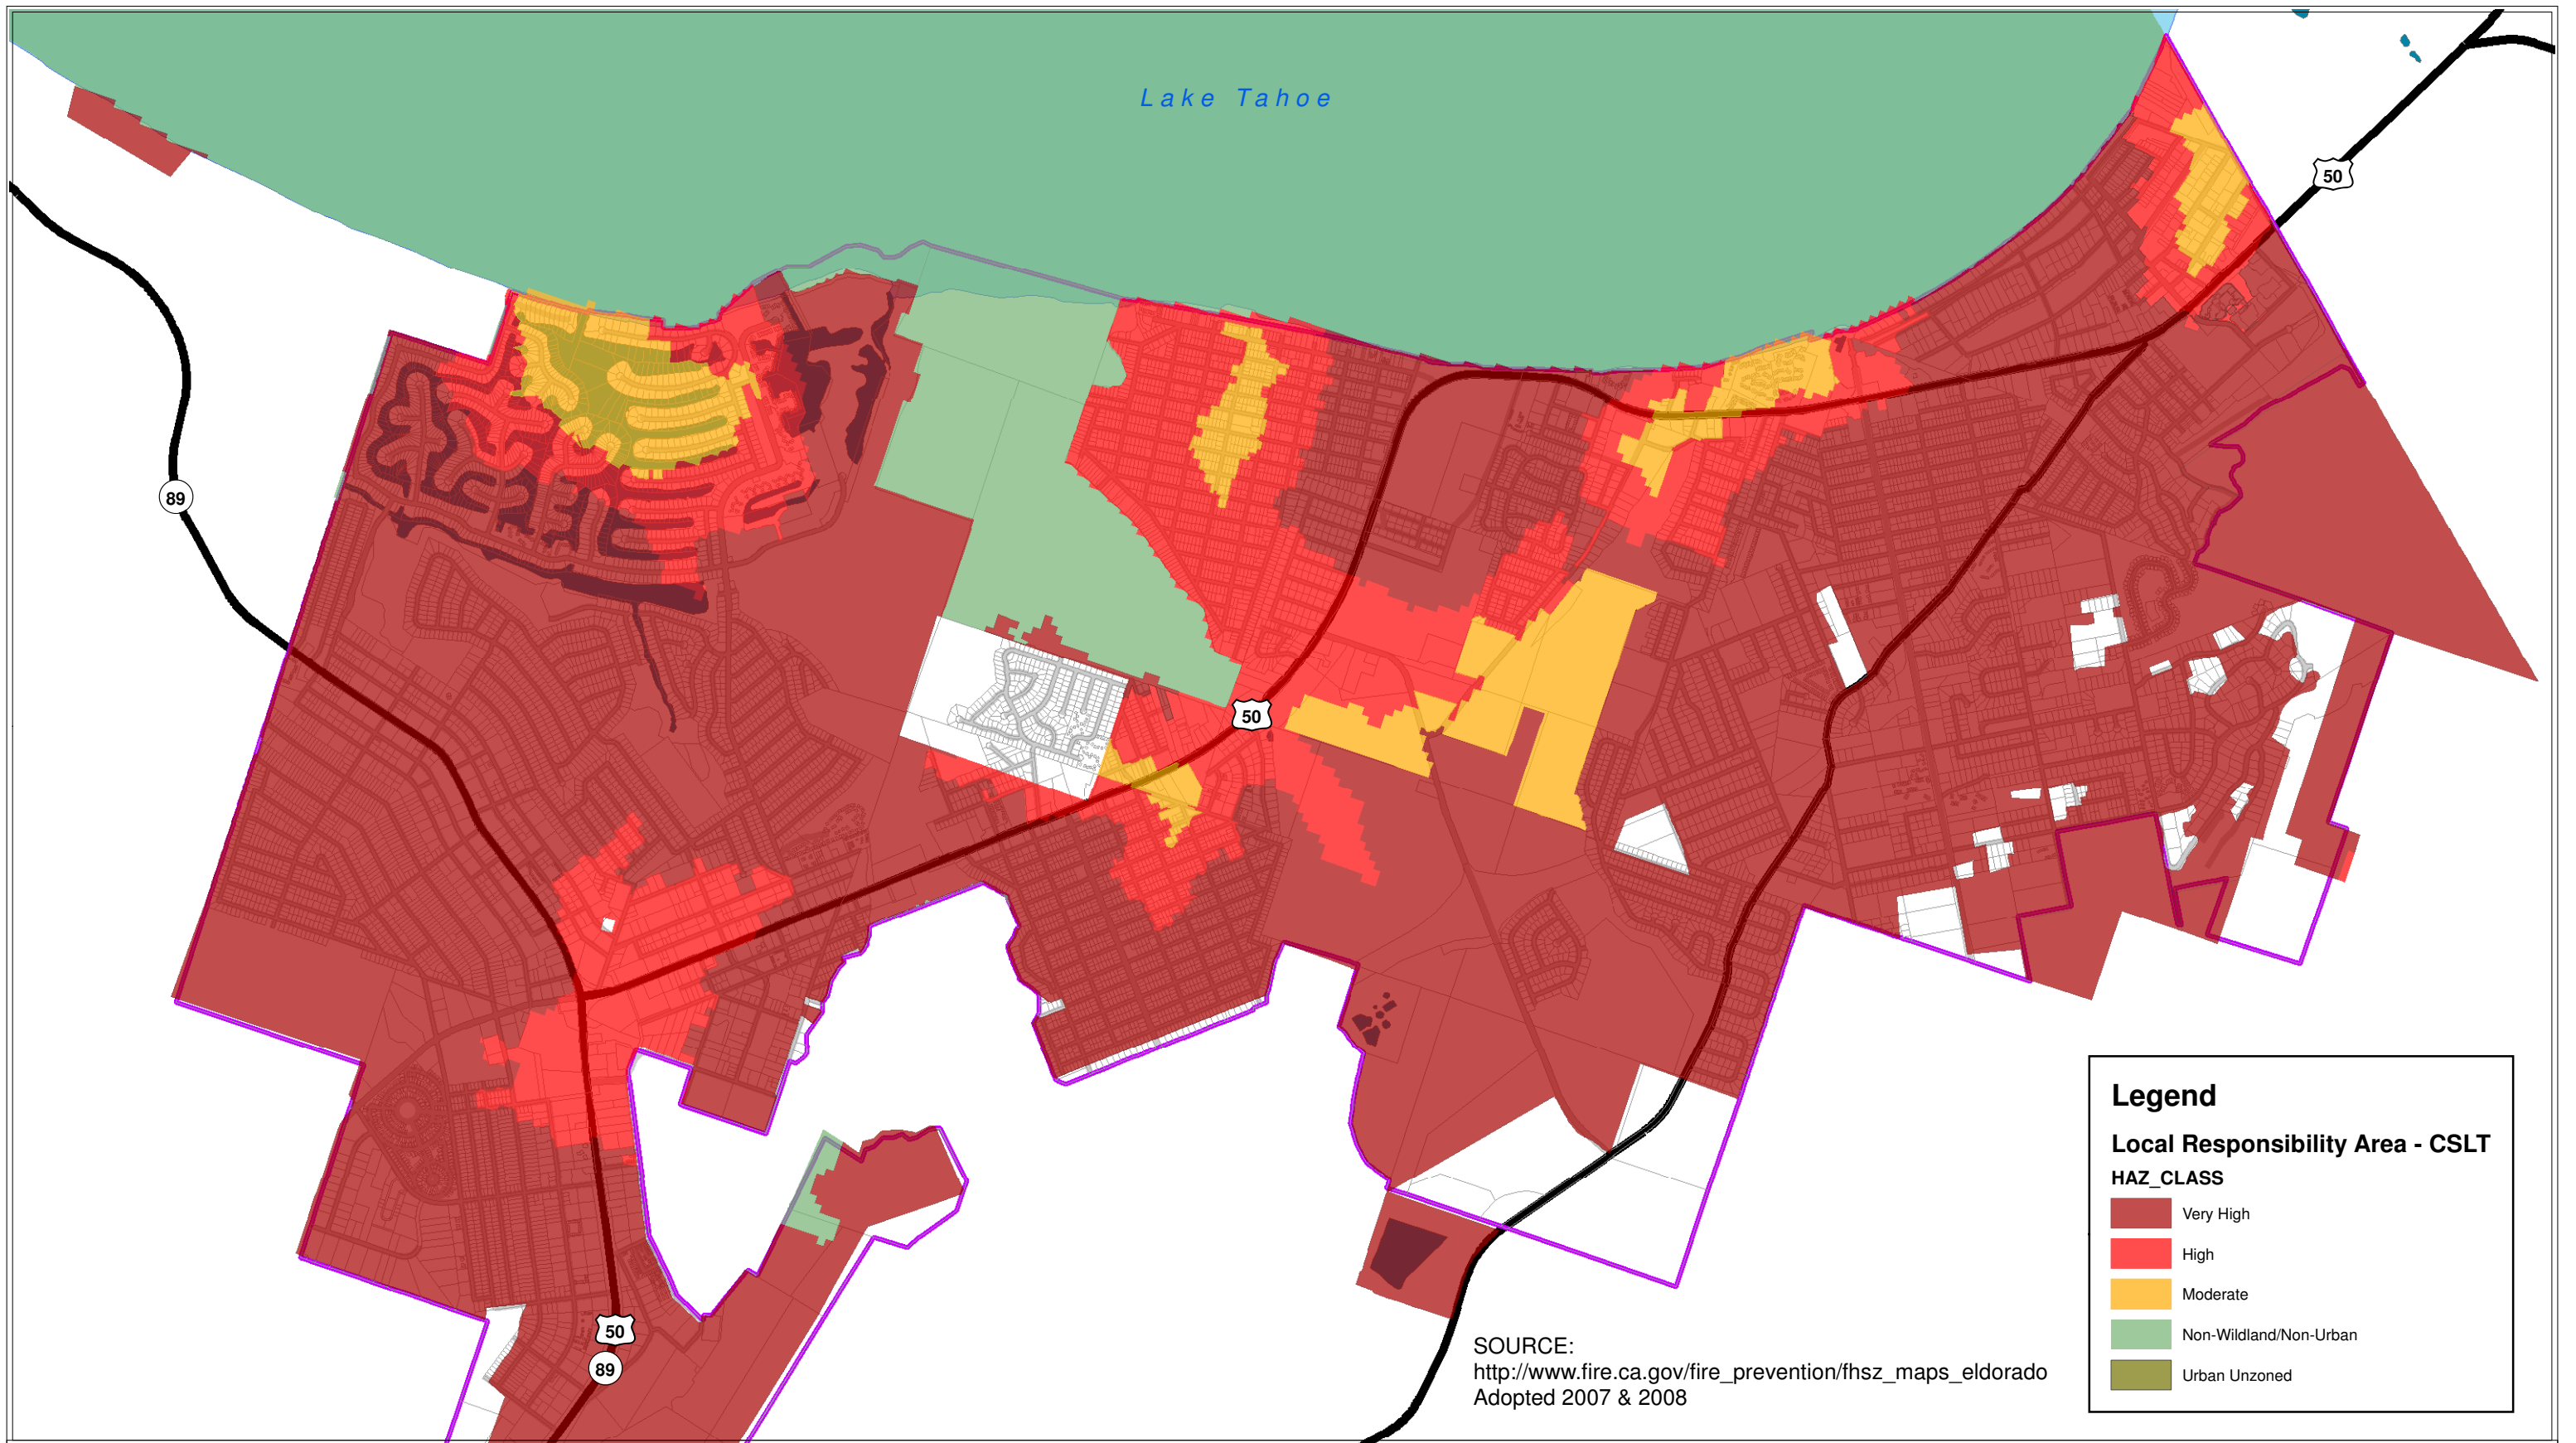 Lake Tahoe
50
89
50
50
89
Legend
Local Responsibility Area - CSLT
HAZ_CLASS
Very High
High
Moderate
Non-Wildland/Non-Urban
Urban Unzoned
SOURCE:
http://www.fire.ca.gov/fire_prevention/fhsz_maps_eldorado
Adopted 2007 & 2008